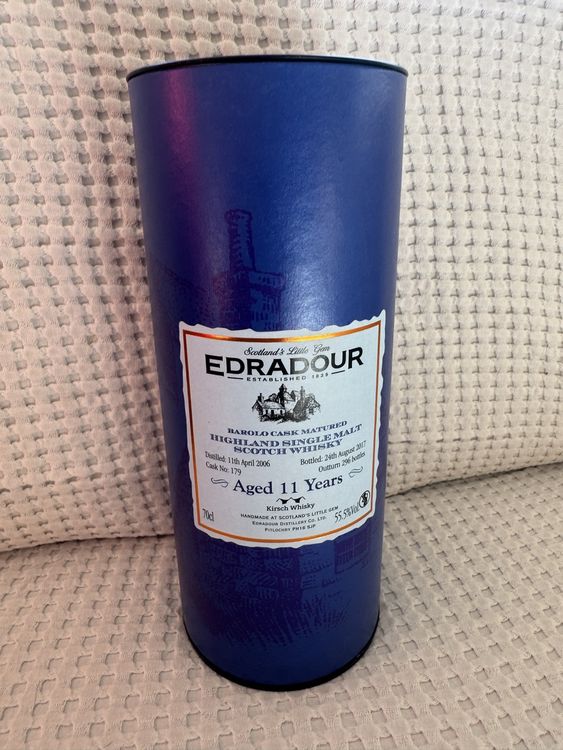 Scotland's Little Gem
EDRADOUR
ESTABLISHED 1825
BAROLO CASK MATURED
HIGHLAND SINGLE MALT
SCOTCH WHISKY
Distilled: 11th April 2006 Bottled: 24th August 2017
Cask No: 179 Outturn 296 bottles
Aged 11 Years
Kirsch Whisky
70cl HANDMADE AT SCOTLAND'S LITTLE GEM 55.5%Vol
EDRADOUR DISTILLERY CO. LTD.
PITLOCHRY PH16 5JP